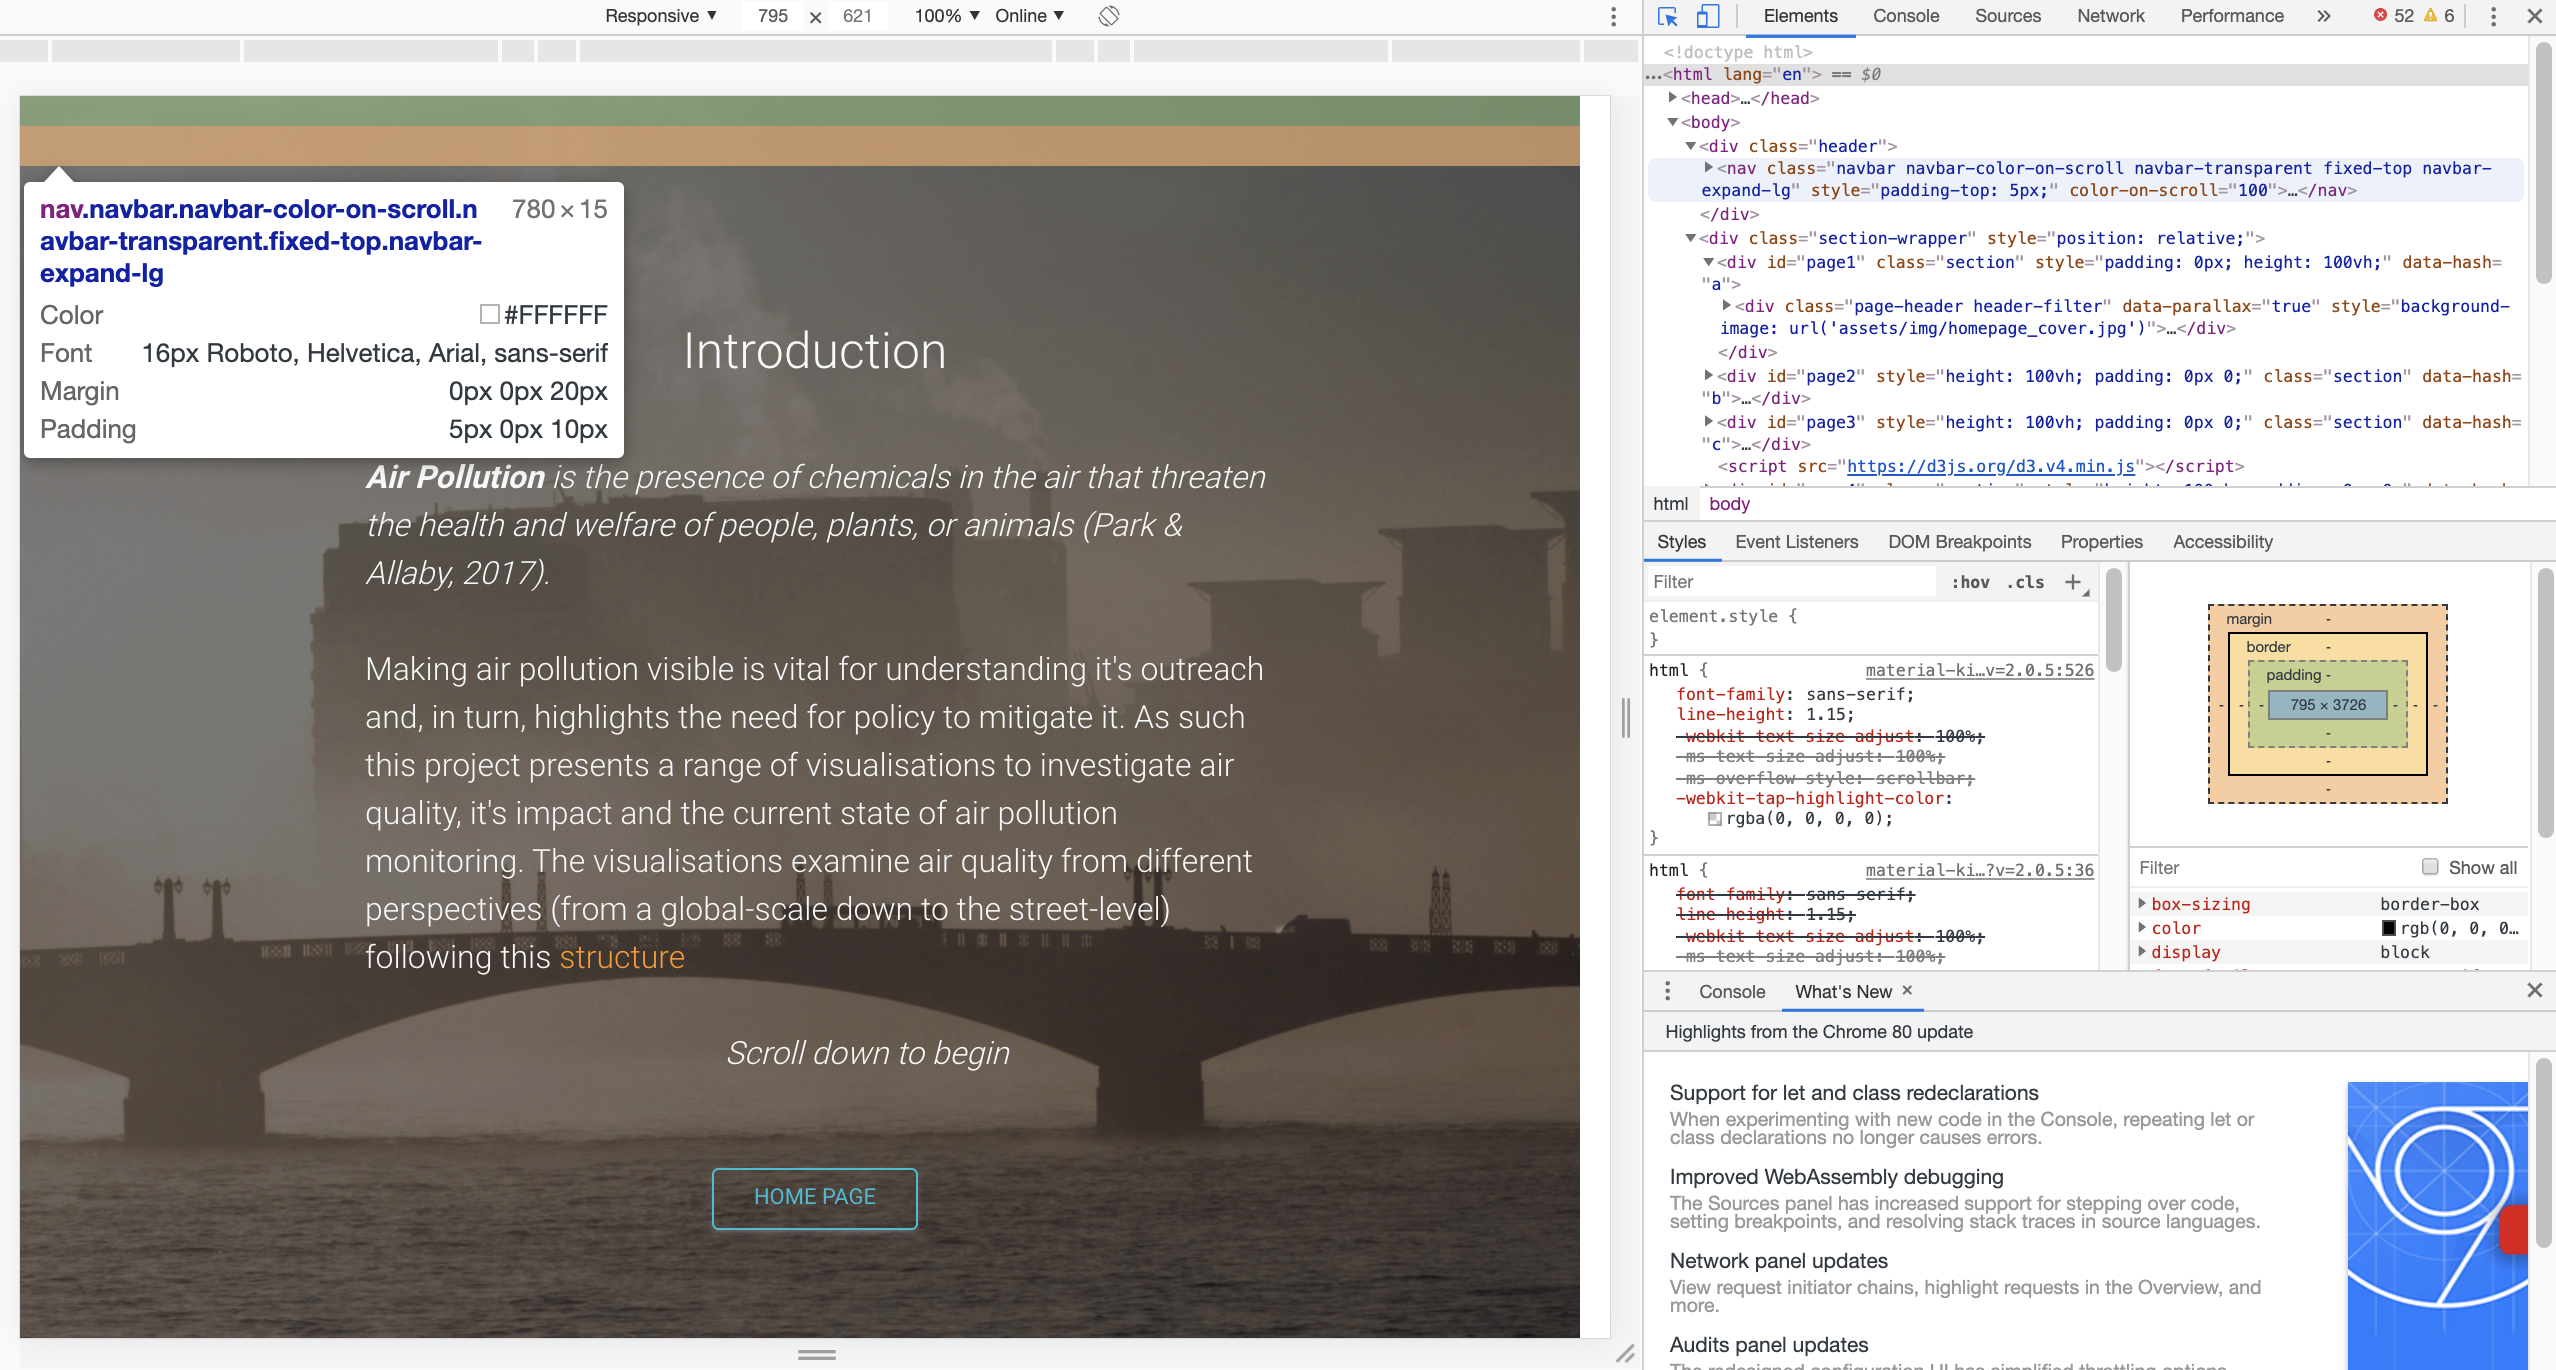 Responsive ▼ 795 × 621 100% ▼ Online ▼
nav.navbar.navbar-color-on-scroll.n 780 × 15
avbar-transparent.fixed-top.navbar-
expand-lg
Color #FFFFFF
Font 16px Roboto, Helvetica, Arial, sans-serif
Margin 0px 0px 20px
Padding 5px 0px 10px
Introduction
Air Pollution is the presence of chemicals in the air that threaten
the health and welfare of people, plants, or animals (Park &
Allaby, 2017).
Making air pollution visible is vital for understanding it's outreach
and, in turn, highlights the need for policy to mitigate it. As such
this project presents a range of visualisations to investigate air
quality, it's impact and the current state of air pollution
monitoring. The visualisations examine air quality from different
perspectives (from a global-scale down to the street-level)
following this structure
Scroll down to begin
HOME PAGE
Elements Console Sources Network Performance » 52 6
<!doctype html>
…<html lang="en"> == $0
<head>…</head>
<body>
<div class="header">
<nav class="navbar navbar-color-on-scroll navbar-transparent fixed-top navbar-
expand-lg" style="padding-top: 5px;" color-on-scroll="100">…</nav>
</div>
<div class="section-wrapper" style="position: relative;">
<div id="page1" class="section" style="padding: 0px; height: 100vh;" data-hash=
"a">
<div class="page-header header-filter" data-parallax="true" style="background-
image: url('assets/img/homepage_cover.jpg')">…</div>
</div>
<div id="page2" style="height: 100vh; padding: 0px 0;" class="section" data-hash=
"b">…</div>
<div id="page3" style="height: 100vh; padding: 0px 0;" class="section" data-hash=
"c">…</div>
<script src="https://d3js.org/d3.v4.min.js"></script>
html body
Styles Event Listeners DOM Breakpoints Properties Accessibility
Filter :hov .cls +
element.style {
}
html { material-ki…v=2.0.5:526
font-family: sans-serif;
line-height: 1.15;
-webkit-text-size-adjust: 100%;
-ms-text-size-adjust: 100%;
-ms-overflow-style: scrollbar;
-webkit-tap-highlight-color:
rgba(0, 0, 0, 0);
}
html { material-ki…?v=2.0.5:36
font-family: sans-serif;
line-height: 1.15;
-webkit-text-size-adjust: 100%;
-ms-text-size-adjust: 100%;
margin -
border -
padding -
- - - 795 × 3726 - - -
-
-
-
Filter Show all
box-sizing border-box
color rgb(0, 0, 0…
display block
Console What's New ×
Highlights from the Chrome 80 update
Support for let and class redeclarations
When experimenting with new code in the Console, repeating let or
class declarations no longer causes errors.
Improved WebAssembly debugging
The Sources panel has increased support for stepping over code,
setting breakpoints, and resolving stack traces in source languages.
Network panel updates
View request initiator chains, highlight requests in the Overview, and
more.
Audits panel updates